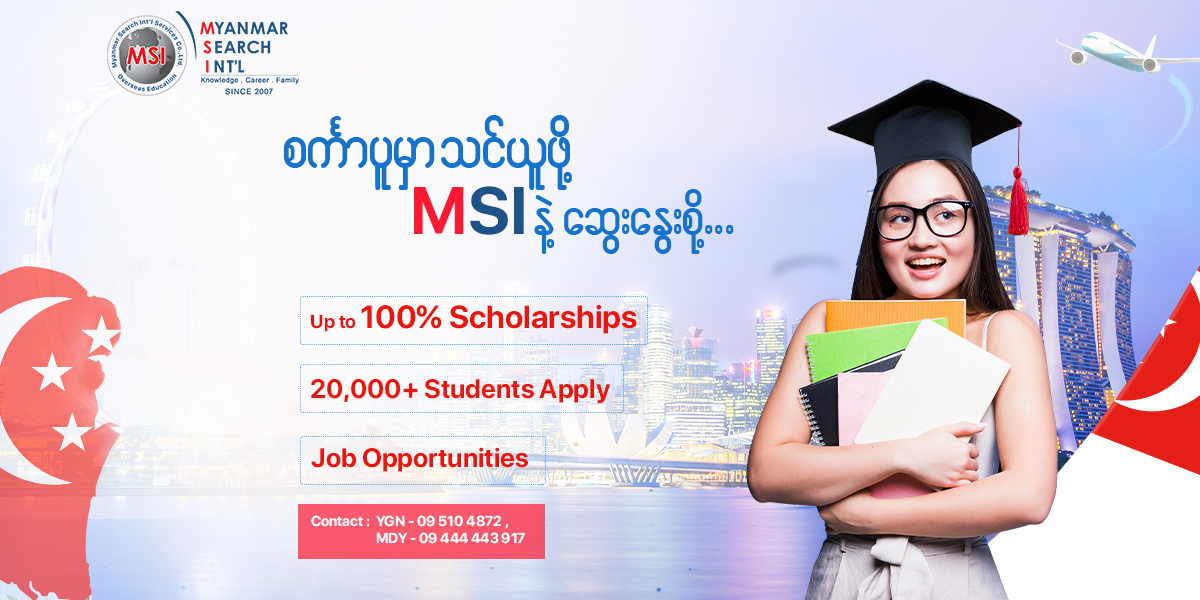 Myanmar Search Int'l Services Co., Ltd.
MSI
Overseas Education
MYANMAR
SEARCH
INT'L
Knowledge . Career . Family
SINCE 2007
စင်္ကာပူမှာ သင်ယူဖို့
MSI နဲ့ ဆွေးနွေးစို့...
Up to 100% Scholarships
20,000+ Students Apply
Job Opportunities
Contact : YGN - 09 510 4872 ,
MDY - 09 444 443 917